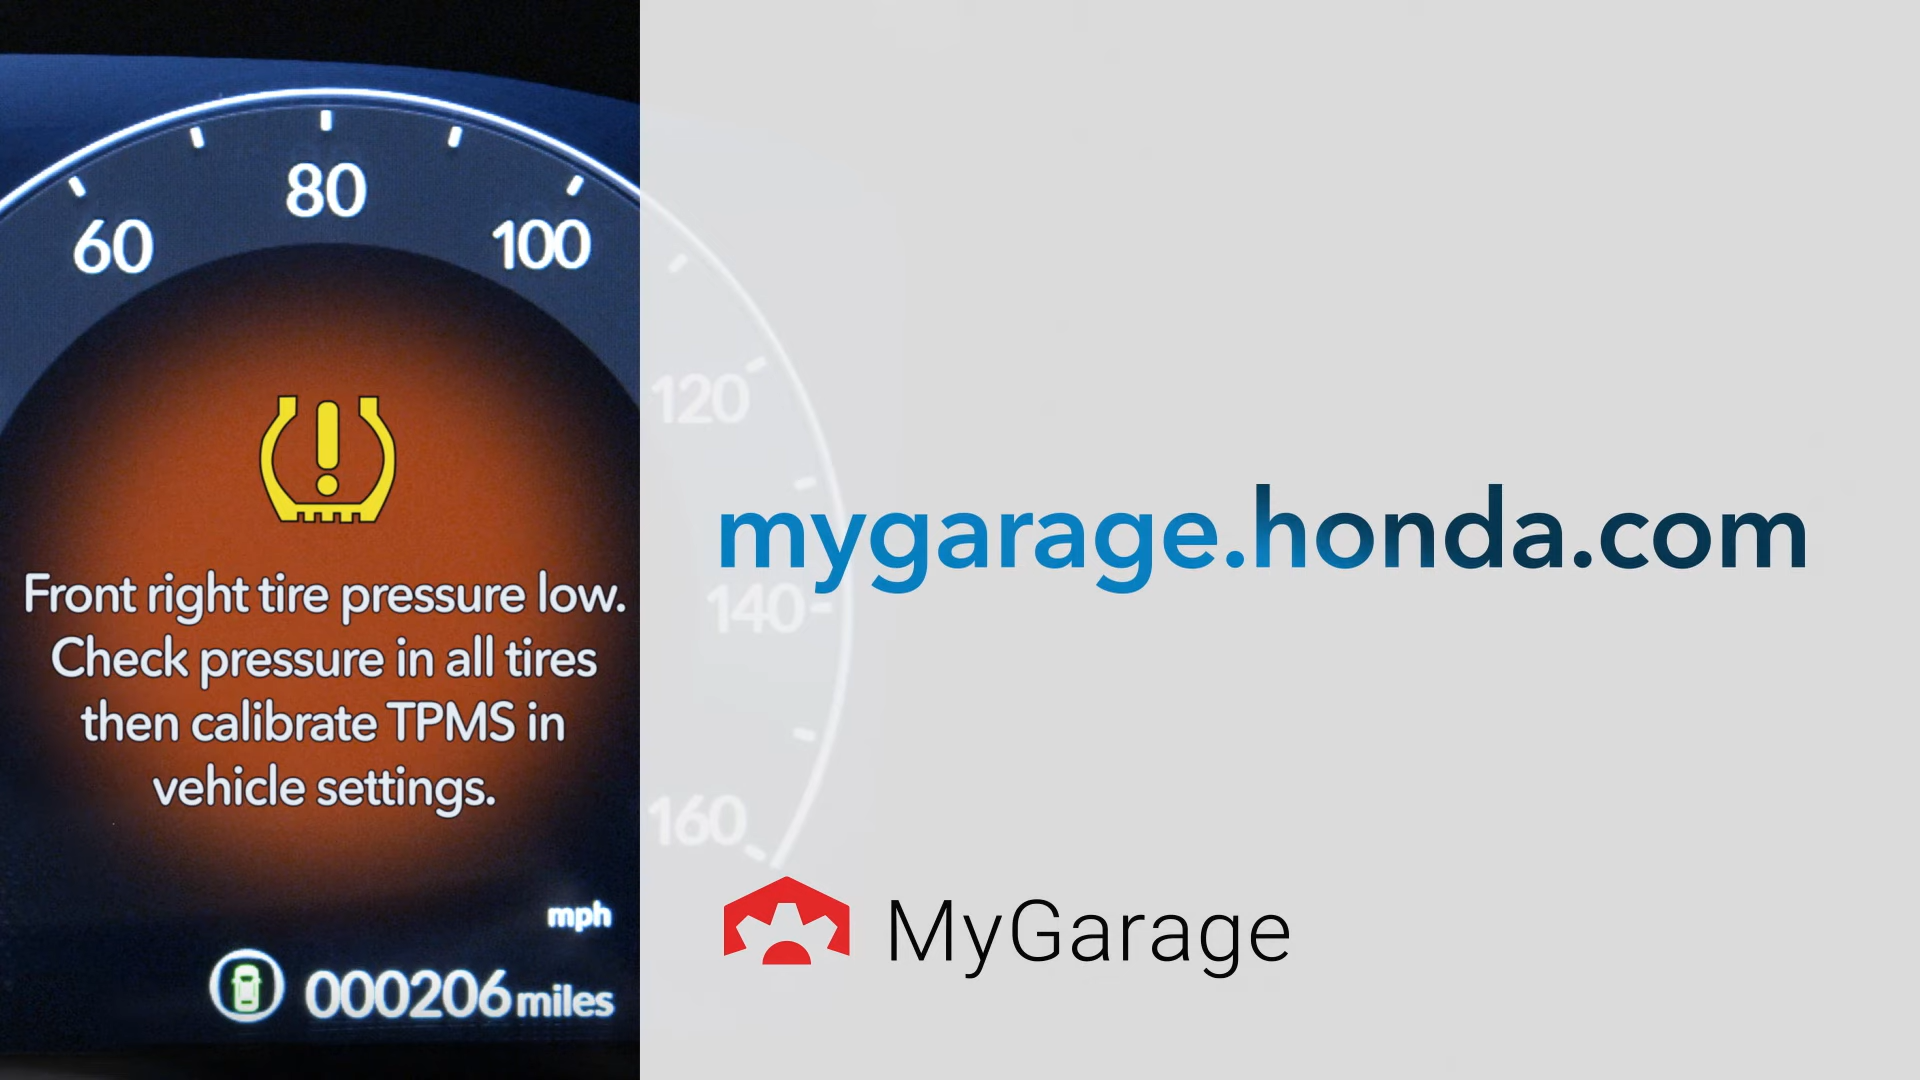 80
60
100
120
140
160
Front right tire pressure low.
Check pressure in all tires
then calibrate TPMS in
vehicle settings.
mph
000206 miles
mygarage.honda.com
MyGarage